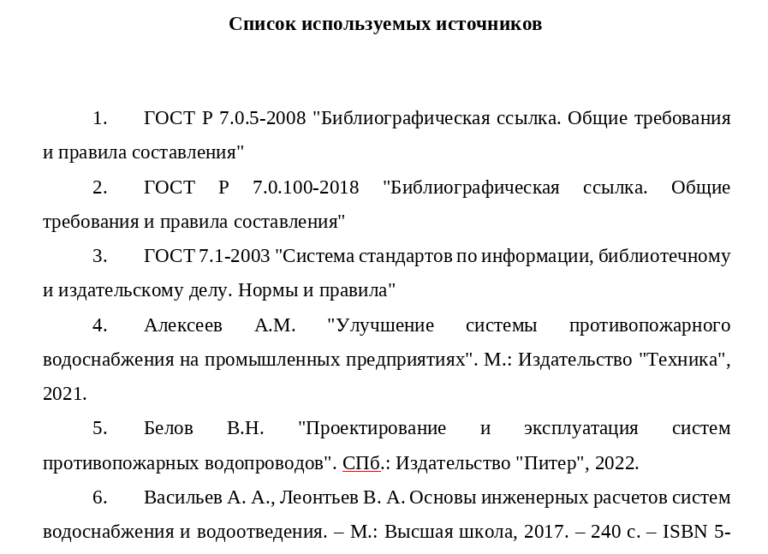 Список используемых источников
1. ГОСТ Р 7.0.5-2008 "Библиографическая ссылка. Общие требования
и правила составления"
2. ГОСТ Р 7.0.100-2018 "Библиографическая ссылка. Общие
требования и правила составления"
3. ГОСТ 7.1-2003 "Система стандартов по информации, библиотечному
и издательскому делу. Нормы и правила"
4. Алексеев А.М. "Улучшение системы противопожарного
водоснабжения на промышленных предприятиях". М.: Издательство "Техника",
2021.
5. Белов В.Н. "Проектирование и эксплуатация систем
противопожарных водопроводов". СПб.: Издательство "Питер", 2022.
6. Васильев А. А., Леонтьев В. А. Основы инженерных расчетов систем
водоснабжения и водоотведения. – М.: Высшая школа, 2017. – 240 с. – ISBN 5-